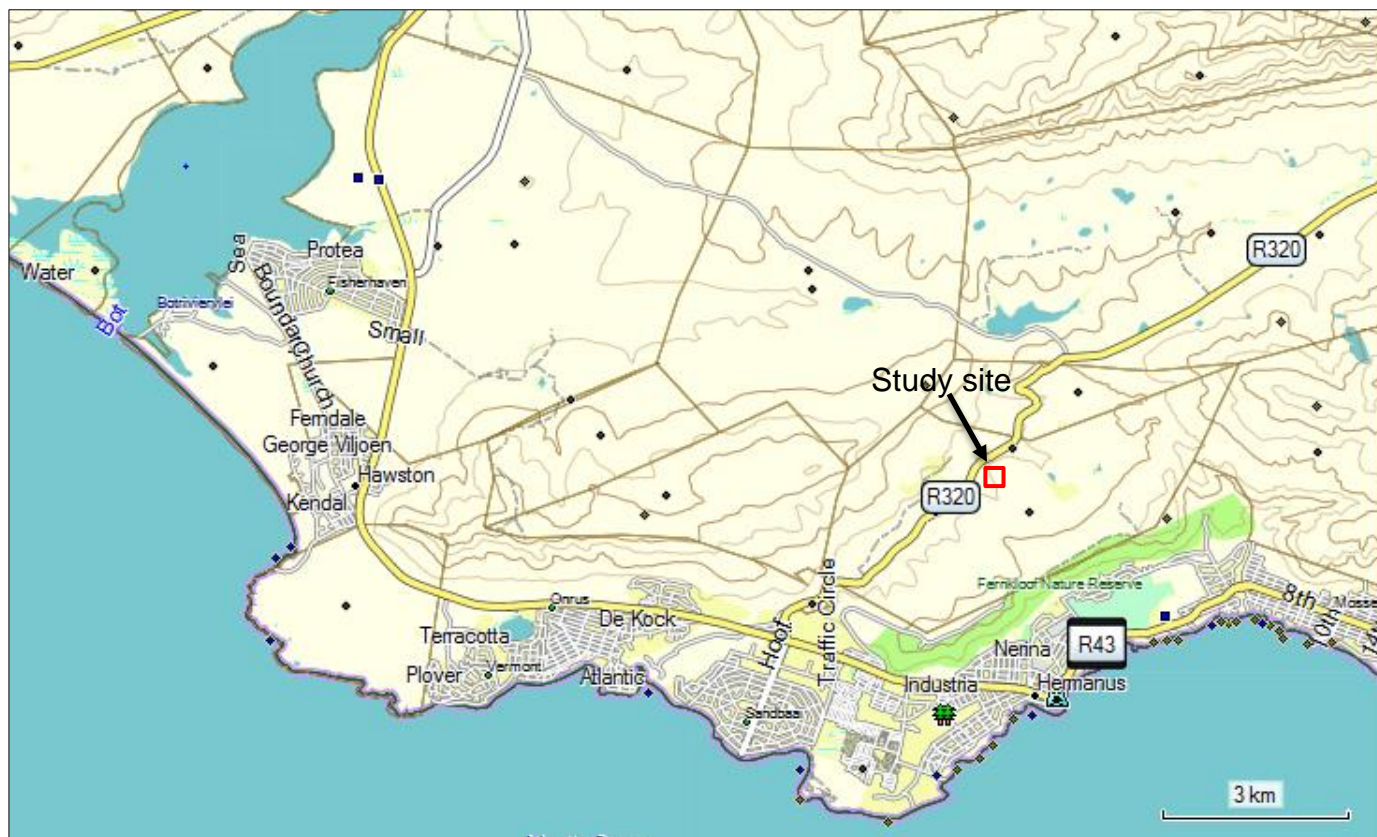 R320
Protea
Sea
Fisherhaven
Water
Botriviervlei
Bot
Boundary
Small
Church
Study site
Ferndale
George Viljoen
Hawston
Kendal
R320
Fernkloof Nature Reserve
Traffic Circle
8th
Onrus
De Kock
10th
Terracotta
Hoof
Nerina
R43
Plover
Vermont
Atlantic
Industria
Hermanus
Sandbaai
3 km